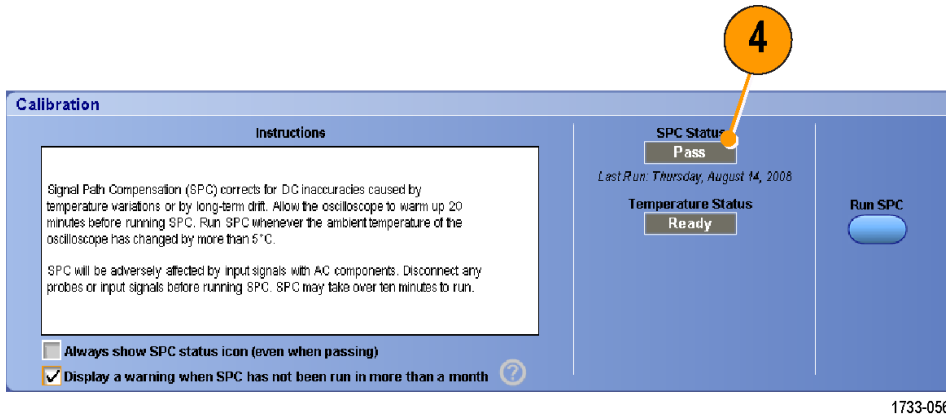 4
Calibration
Instructions
Signal Path Compensation (SPC) corrects for DC inaccuracies caused by
temperature variations or by long-term drift. Allow the oscilloscope to warm up 20
minutes before running SPC. Run SPC whenever the ambient temperature of the
oscilloscope has changed by more than 5°C.
SPC will be adversely affected by input signals with AC components. Disconnect any
probes or input signals before running SPC. SPC may take over ten minutes to run.
Always show SPC status icon (even when passing)
Display a warning when SPC has not been run in more than a month ?
SPC Status
Pass
Last Run: Thursday, August 14, 2008
Temperature Status
Ready
Run SPC
1733-056